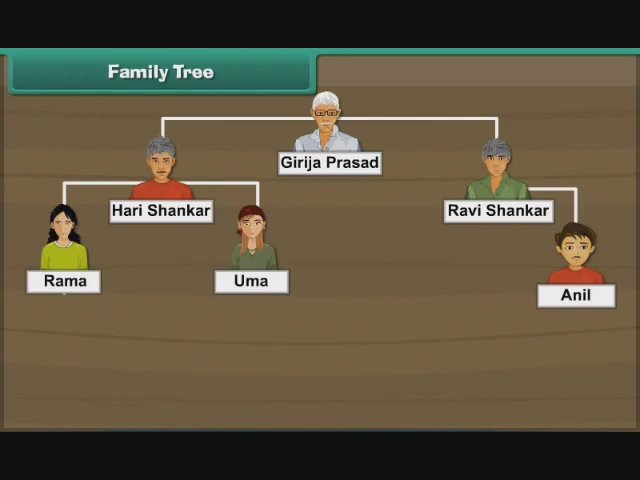 Family Tree
Girija Prasad
Hari Shankar
Ravi Shankar
Rama
Uma
Anil